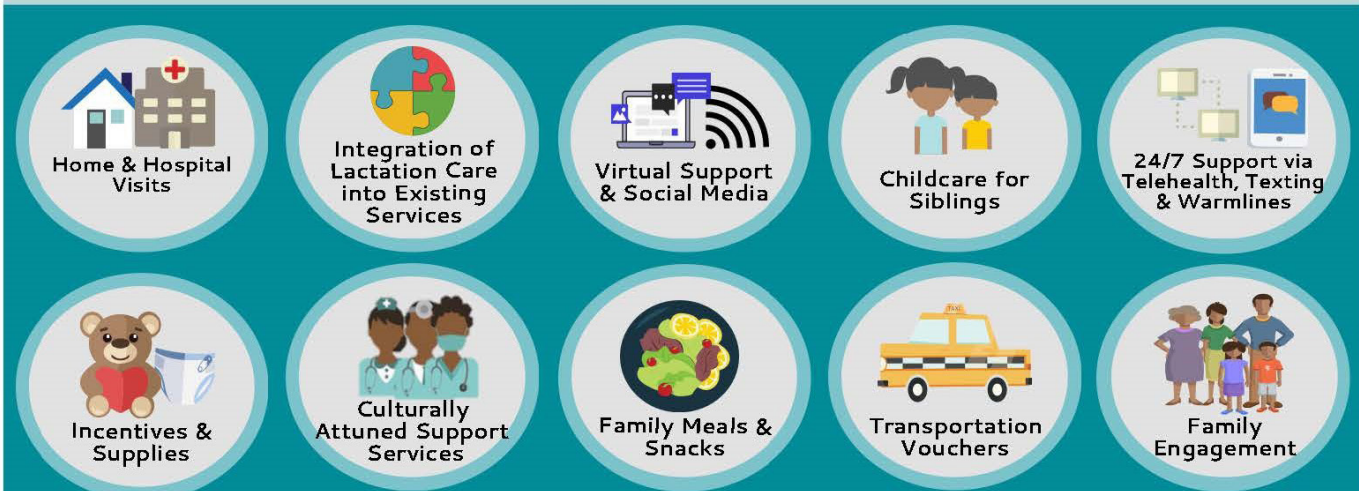 Home & Hospital
Visits
Integration of
Lactation Care
into Existing
Services
Virtual Support
& Social Media
Childcare for
Siblings
24/7 Support via
Telehealth, Texting
& Warmlines
Incentives &
Supplies
Culturally
Attuned Support
Services
Family Meals &
Snacks
TAXI
Transportation
Vouchers
Family
Engagement